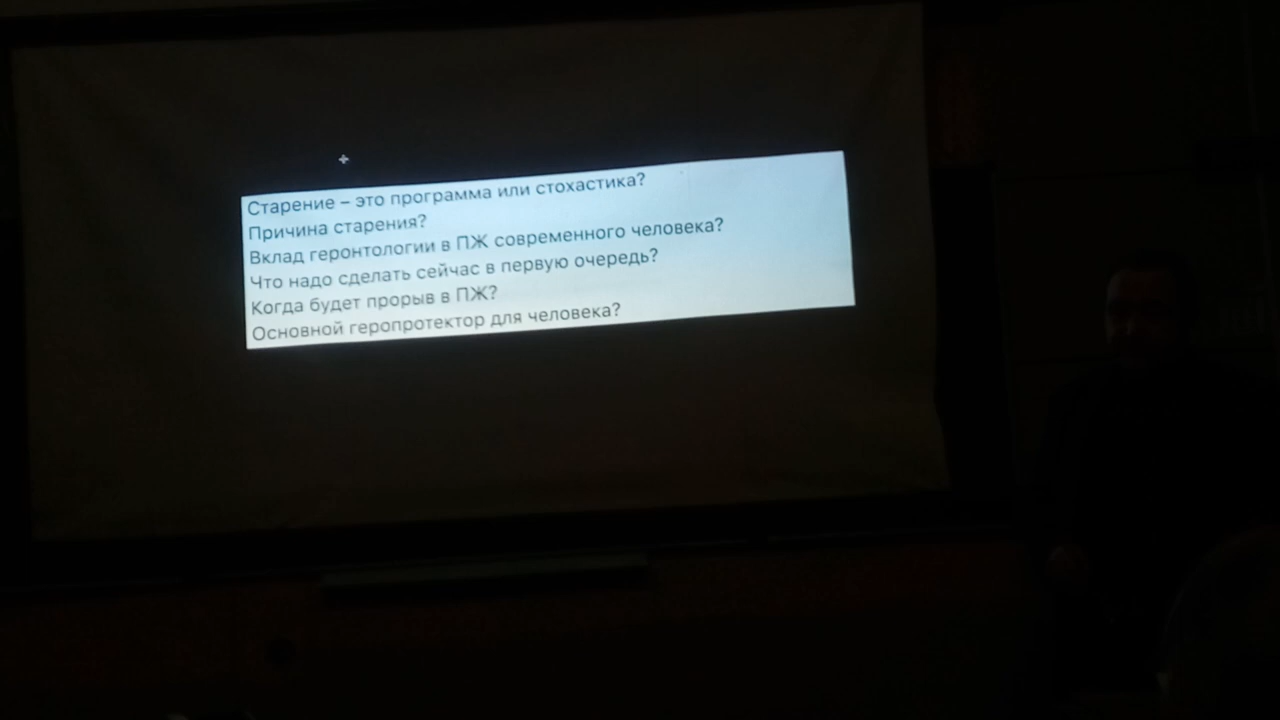 Старение – это программа или стохастика?
Причина старения?
Вклад геронтологии в ПЖ современного человека?
Что надо сделать сейчас в первую очередь?
Когда будет прорыв в ПЖ?
Основной геропротектор для человека?